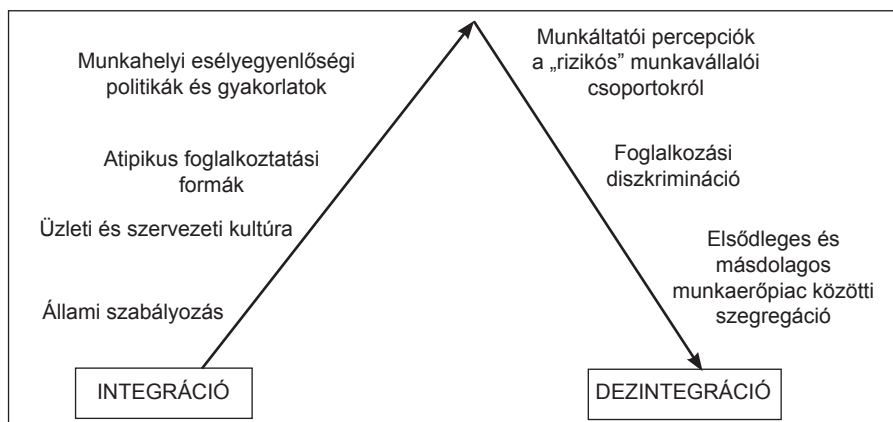 Munkahelyi esélyegyenlőségi
politikák és gyakorlatok
Atipikus foglalkoztatási
formák
Üzleti és szervezeti kultúra
Állami szabályozás
INTEGRÁCIÓ
Munkáltatói percepciók
a „rizikós” munkavállalói
csoportokról
Foglalkozási
diszkrimináció
Elsődleges és
másdolagos
munkaerőpiac közötti
szegregáció
DEZINTEGRÁCIÓ